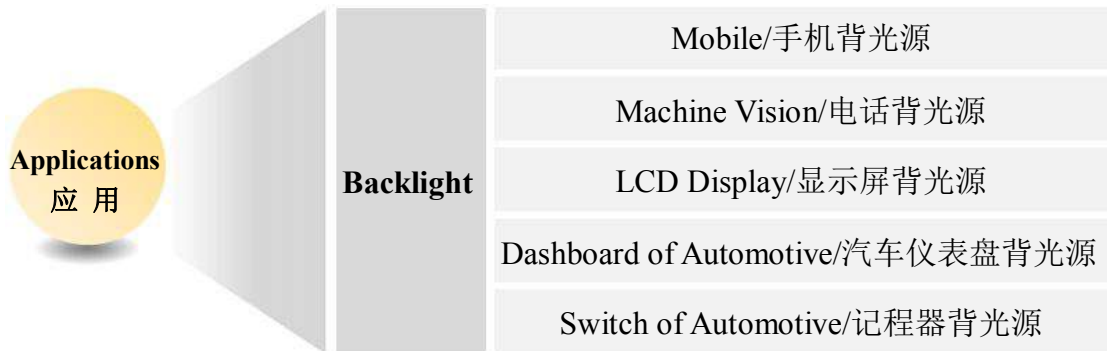 Applications
应 用
Backlight
Mobile/手机背光源
Machine Vision/电话背光源
LCD Display/显示屏背光源
Dashboard of Automotive/汽车仪表盘背光源
Switch of Automotive/记程器背光源